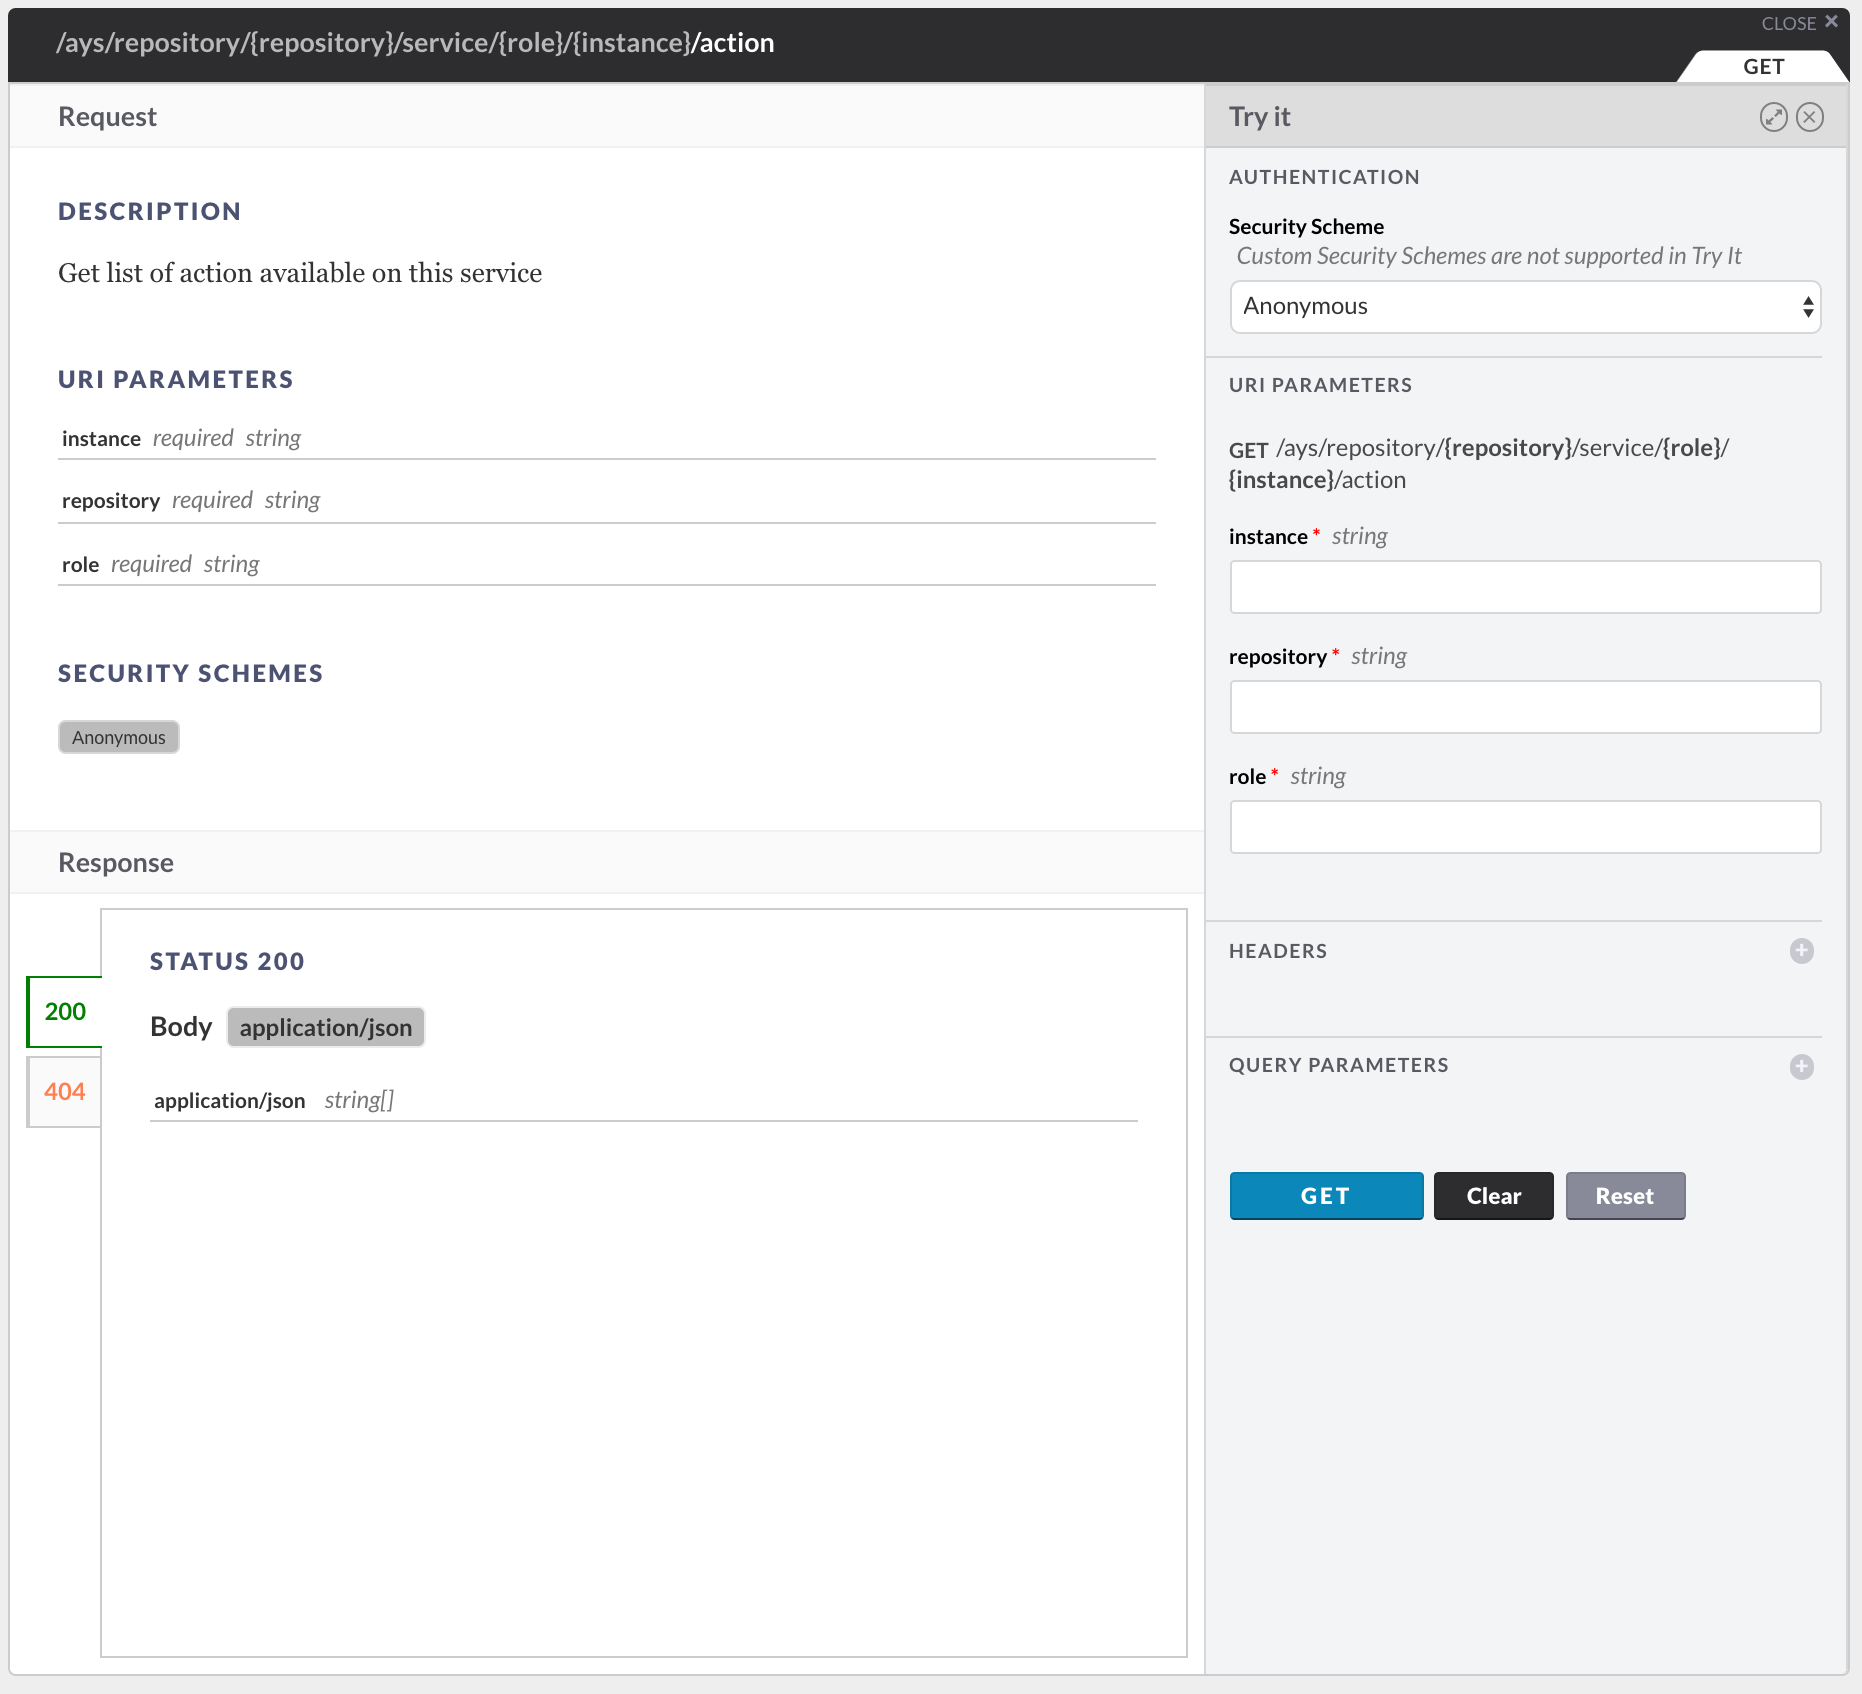 /ays/repository/{repository}/service/{role}/{instance}/action
CLOSE ×
GET
Request
DESCRIPTION
Get list of action available on this service
URI PARAMETERS
instance required string
repository required string
role required string
SECURITY SCHEMES
Anonymous
Response
200
404
STATUS 200
Body application/json
application/json string[]
Try it
AUTHENTICATION
Security Scheme
Custom Security Schemes are not supported in Try It
Anonymous
URI PARAMETERS
GET /ays/repository/{repository}/service/{role}/
{instance}/action
instance * string
repository * string
role * string
HEADERS
QUERY PARAMETERS
GET Clear Reset